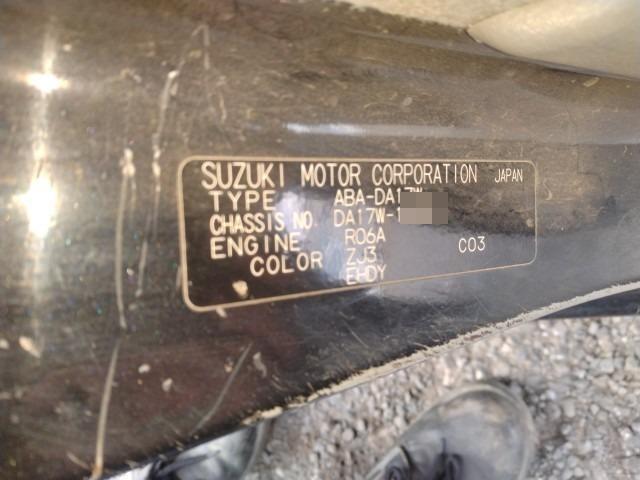 SUZUKI MOTOR CORPORATION JAPAN
TYPE ABA-DA17W
CHASSIS NO. DA17W-1
ENGINE R06A
COLOR ZJ3 C03
EHDY